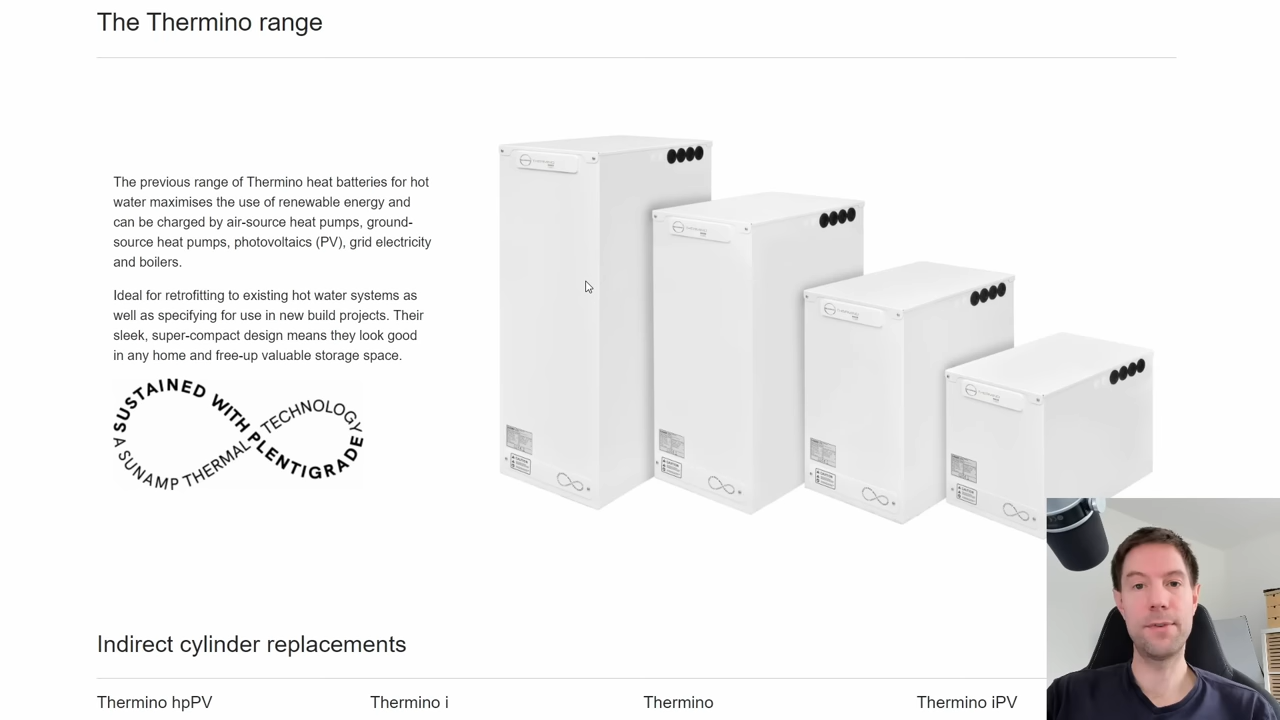 The Thermino range
The previous range of Thermino heat batteries for hot
water maximises the use of renewable energy and
can be charged by air-source heat pumps, ground-
source heat pumps, photovoltaics (PV), grid electricity
and boilers.
Ideal for retrofitting to existing hot water systems as
well as specifying for use in new build projects. Their
sleek, super-compact design means they look good
in any home and free-up valuable storage space.
SUSTAINED WITH PLENTIGRADE
A SUNAMP THERMAL TECHNOLOGY
Indirect cylinder replacements
Thermino hpPV
Thermino i
Thermino
Thermino iPV